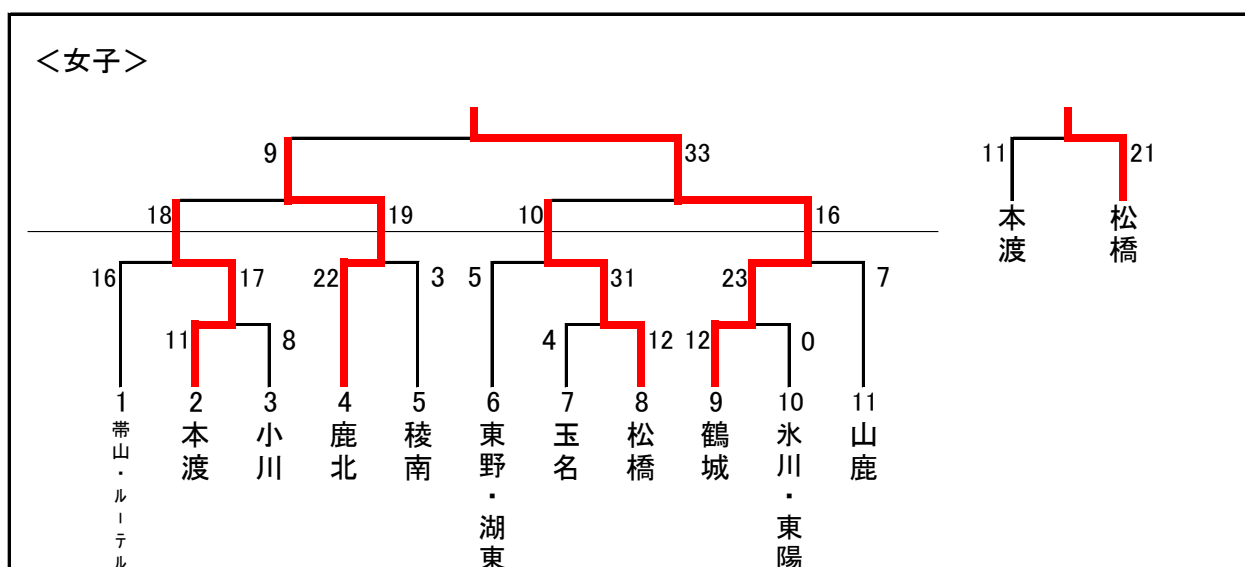 ＜女子＞
9
33
11
21
18
19
10
16
本渡
松橋
16
17
22
3
5
31
23
7
11
8
4
12
12
0
1
2
3
4
5
6
7
8
9
10
11
帯山・ルーテル
本渡
小川
鹿北
稜南
東野・湖東
玉名
松橋
鶴城
氷川・東陽
山鹿